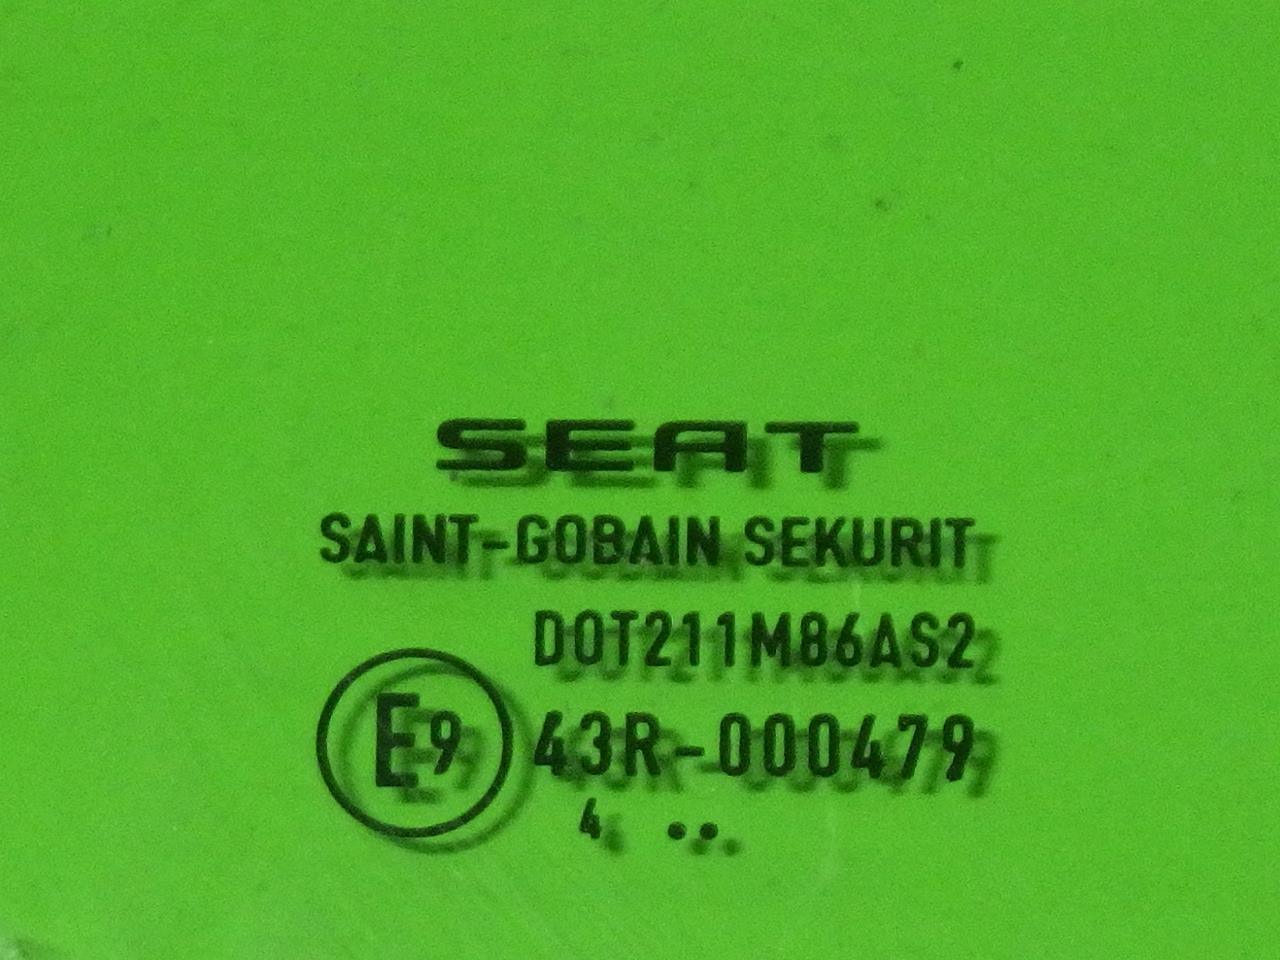 SEAT
SAINT-GOBAIN SEKURIT
DOT211M86AS2
E9 43R-000479
4 ••